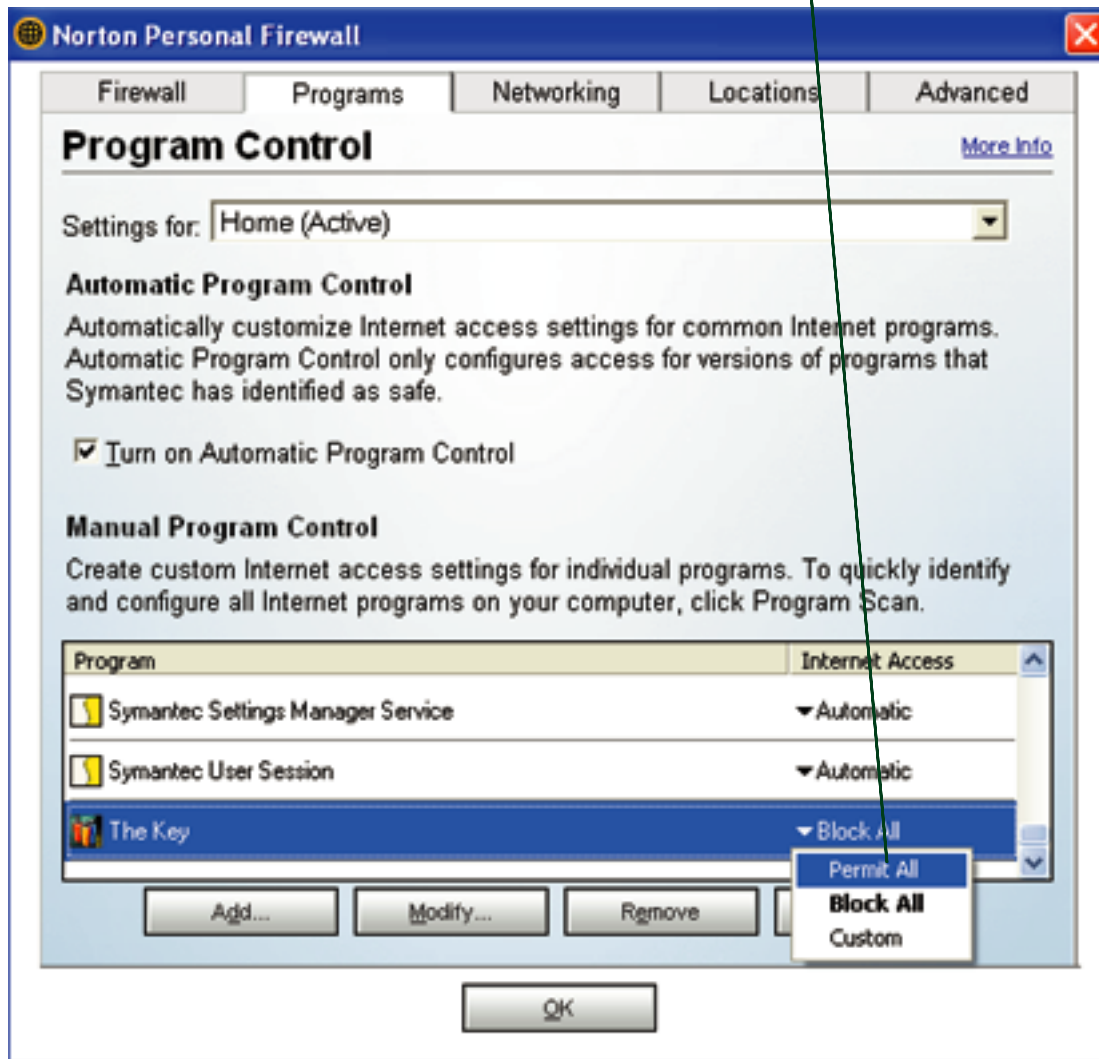 Norton Personal Firewall
Firewall Programs Networking Locations Advanced
Program Control More Info
Settings for: Home (Active)
Automatic Program Control
Automatically customize Internet access settings for common Internet programs.
Automatic Program Control only configures access for versions of programs that
Symantec has identified as safe.
Turn on Automatic Program Control
Manual Program Control
Create custom Internet access settings for individual programs. To quickly identify
and configure all Internet programs on your computer, click Program Scan.
Program Internet Access
Symantec Settings Manager Service Automatic
Symantec User Session Automatic
The Key Block All
Permit All
Block All
Custom
Add... Modify... Remove
OK